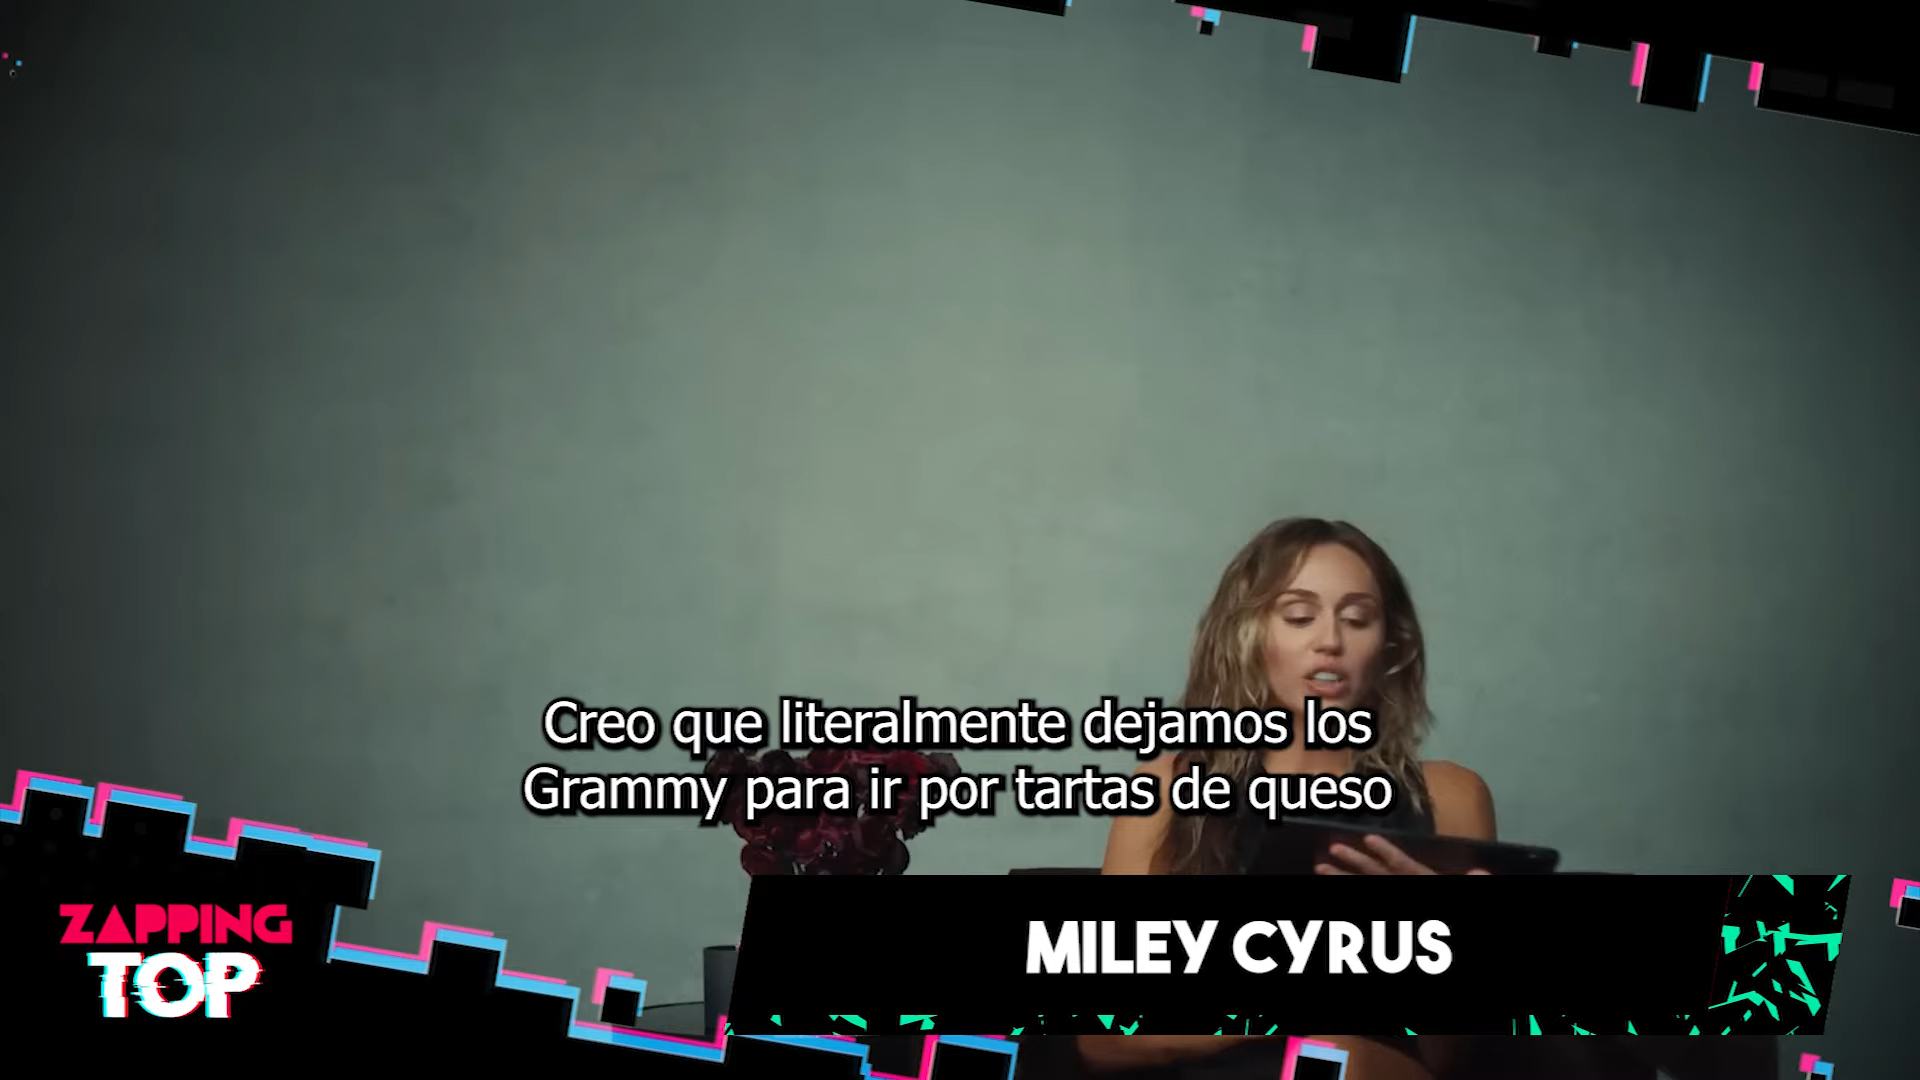 Creo que literalmente dejamos los
Grammy para ir por tartas de queso
MILEY CYRUS
ZAPPING
TOP